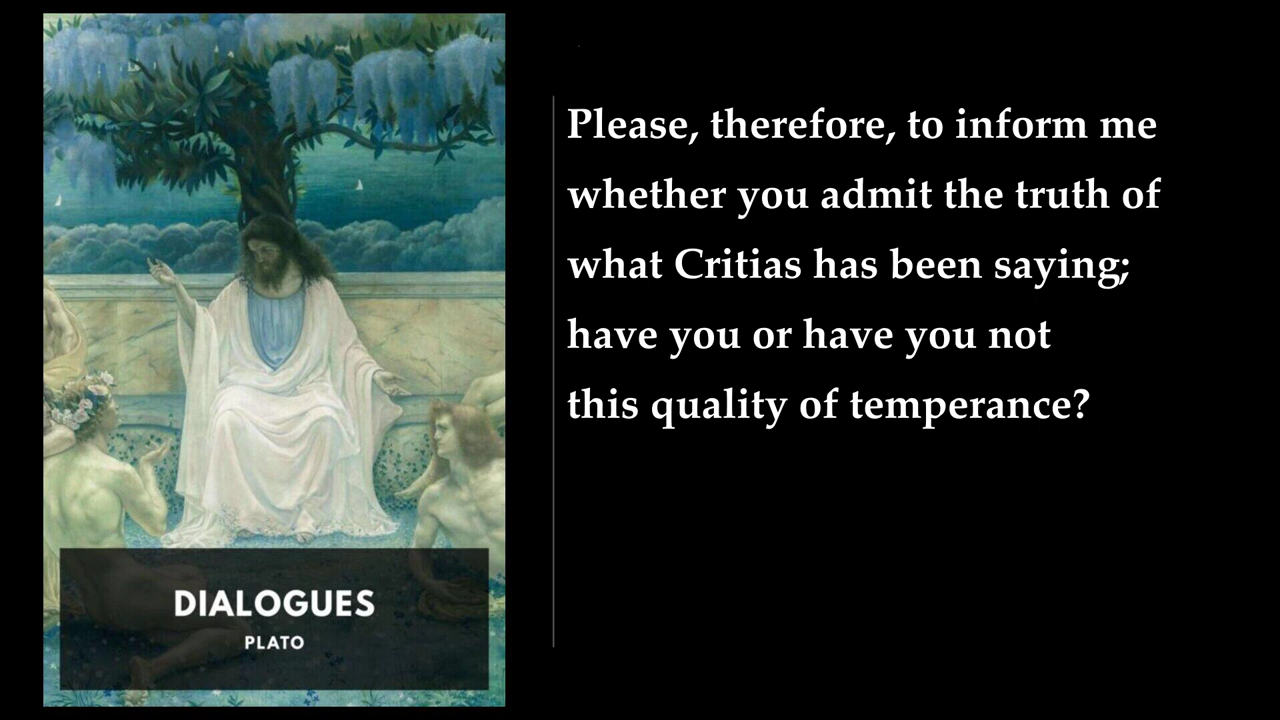 DIALOGUES
PLATO
Please, therefore, to inform me
whether you admit the truth of
what Critias has been saying;
have you or have you not
this quality of temperance?